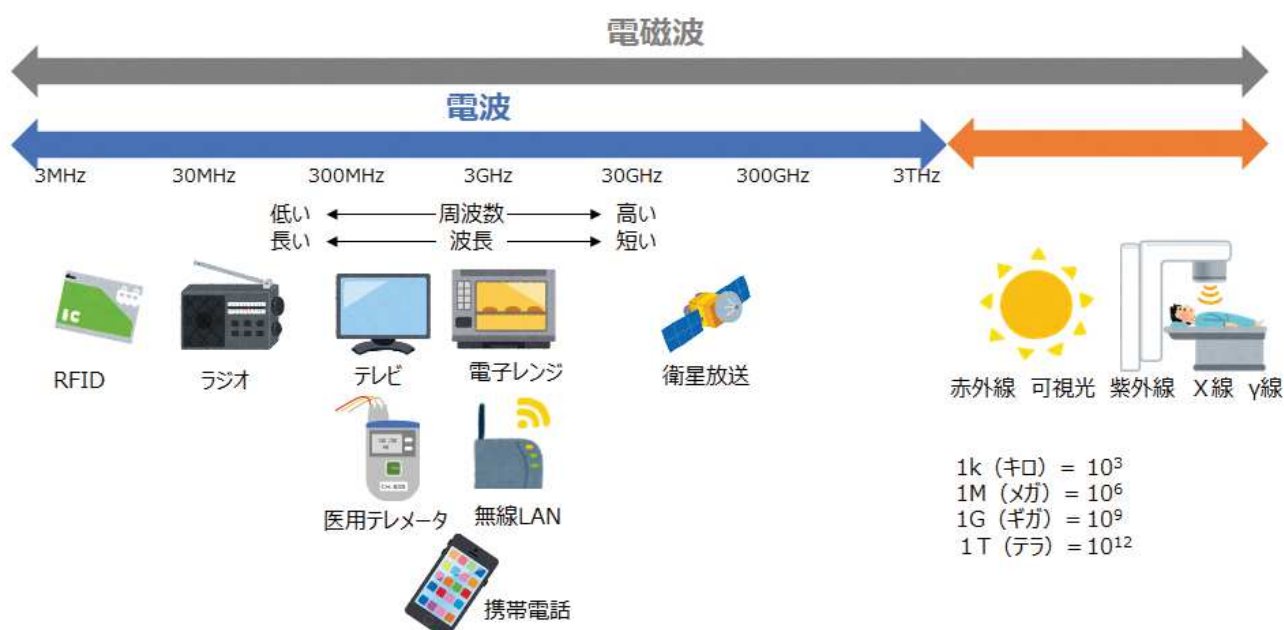 電磁波
電波
3MHz 30MHz 300MHz 3GHz 30GHz 300GHz 3THz
低い 周波数 高い
長い 波長 短い
IC
RFID
ラジオ
テレビ
電子レンジ
衛星放送
赤外線 可視光 紫外線 X線 γ線
医用テレメータ
無線LAN
携帯電話
1k（キロ）= 10³
1M（メガ）= 10⁶
1G（ギガ）= 10⁹
1T（テラ）= 10¹²